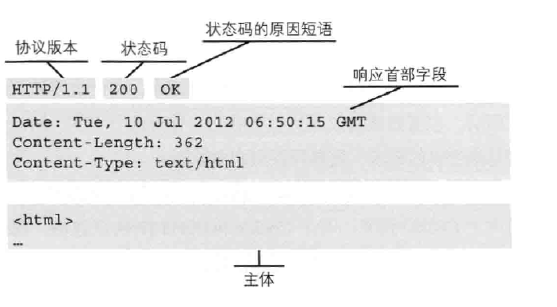 状态码的原因短语
协议版本 状态码
响应首部字段
HTTP/1.1 200 OK
Date: Tue, 10 Jul 2012 06:50:15 GMT
Content-Length: 362
Content-Type: text/html
<html>
…
主体